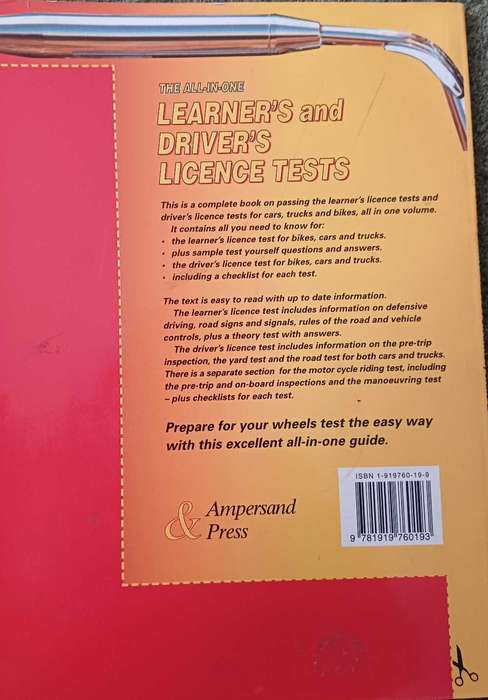 THE ALL-IN-ONE
LEARNER'S and
DRIVER'S
LICENCE TESTS
This is a complete book on passing the learner's licence tests and
driver's licence tests for cars, trucks and bikes, all in one volume.
It contains all you need to know for:
• the learner's licence test for bikes, cars and trucks.
• plus sample test yourself questions and answers.
• the driver's licence test for bikes, cars and trucks.
• including a checklist for each test.
The text is easy to read with up to date information.
The learner's licence test includes information on defensive
driving, road signs and signals, rules of the road and vehicle
controls, plus a theory test with answers.
The driver's licence test includes information on the pre-trip
inspection, the yard test and the road test for both cars and trucks.
There is a separate section for the motor cycle riding test, including
the pre-trip and on-board inspections and the manoeuvring test
– plus checklists for each test.
Prepare for your wheels test the easy way
with this excellent all-in-one guide.
ISBN 1-919760-19-9
& Ampersand
Press
9 781919 760193